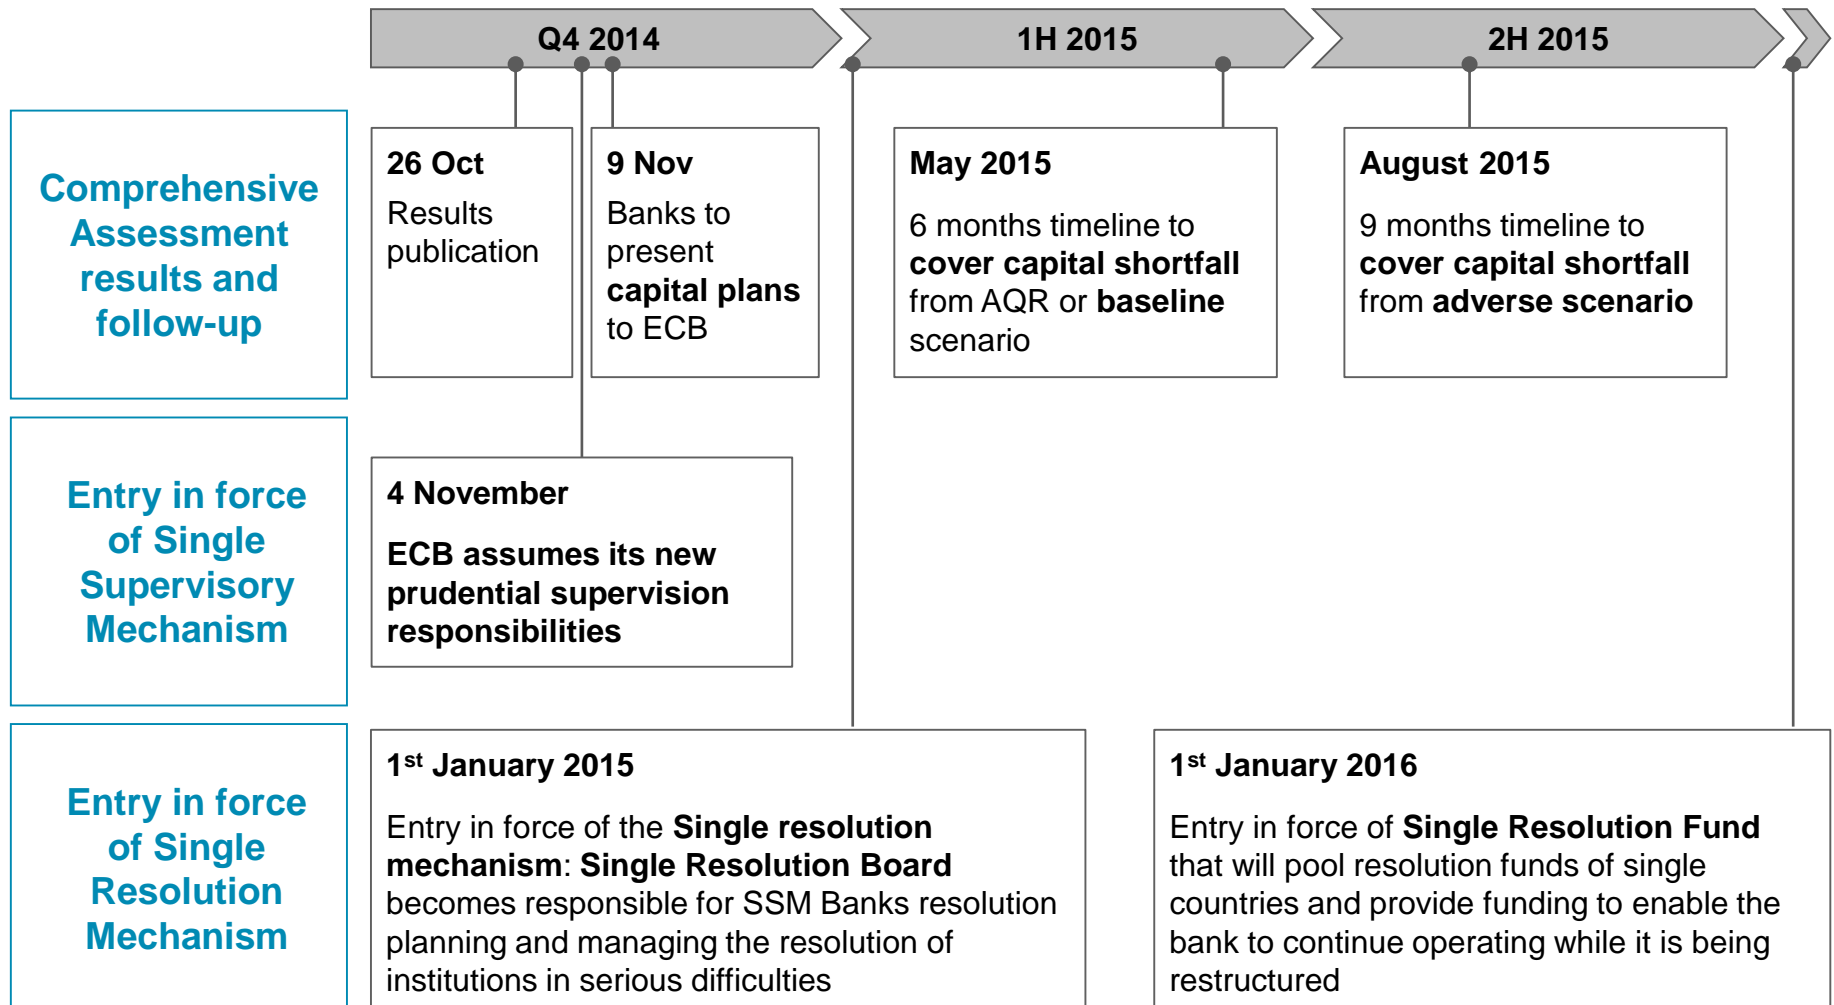 Q4 2014
1H 2015
2H 2015
Comprehensive
Assessment
results and
follow-up
26 Oct
Results
publication
9 Nov
Banks to
present
capital plans
to ECB
May 2015
6 months timeline to
cover capital shortfall
from AQR or baseline
scenario
August 2015
9 months timeline to
cover capital shortfall
from adverse scenario
Entry in force
of Single
Supervisory
Mechanism
4 November
ECB assumes its new
prudential supervision
responsibilities
Entry in force
of Single
Resolution
Mechanism
1st January 2015
Entry in force of the Single resolution
mechanism: Single Resolution Board
becomes responsible for SSM Banks resolution
planning and managing the resolution of
institutions in serious difficulties
1st January 2016
Entry in force of Single Resolution Fund
that will pool resolution funds of single
countries and provide funding to enable the
bank to continue operating while it is being
restructured